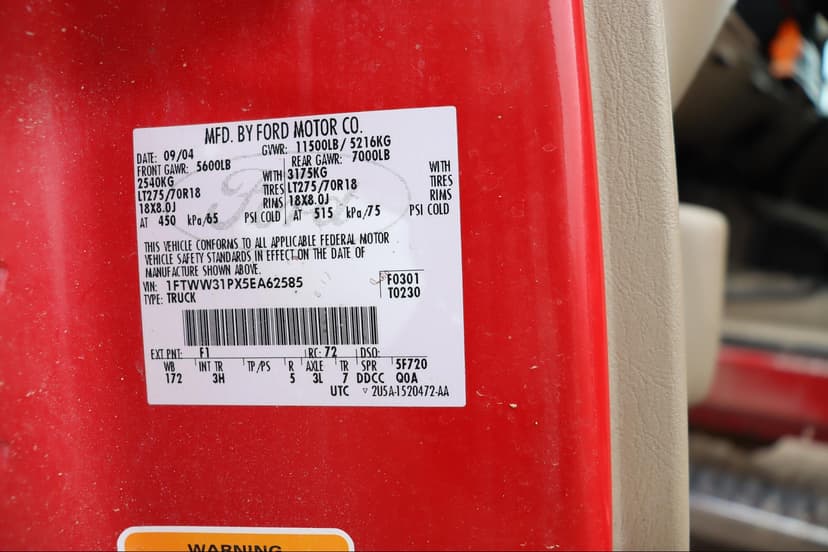 MFD. BY FORD MOTOR CO.
DATE: 09/04 GVWR: 11500LB/ 5216KG
FRONT GAWR: 5600LB REAR GAWR: 7000LB
2540KG WITH 3175KG WITH
LT275/70R18 TIRES LT275/70R18 TIRES
18X8.0J RIMS 18X8.0J RIMS
AT 450 kPa/65 PSI COLD AT 515 kPa/75 PSI COLD
THIS VEHICLE CONFORMS TO ALL APPLICABLE FEDERAL MOTOR
VEHICLE SAFETY STANDARDS IN EFFECT ON THE DATE OF
MANUFACTURE SHOWN ABOVE.
VIN: 1FTWW31PX5EA62585 F0301
TYPE: TRUCK T0230
EXT PNT: F1 RC: 72 DSO:
WB INT TR TP/PS R AXLE TR SPR 5F720
172 3H 5 3L 7 DDCC Q0A
UTC ▽ 2U5A-1520472-AA
Ford
WARNING